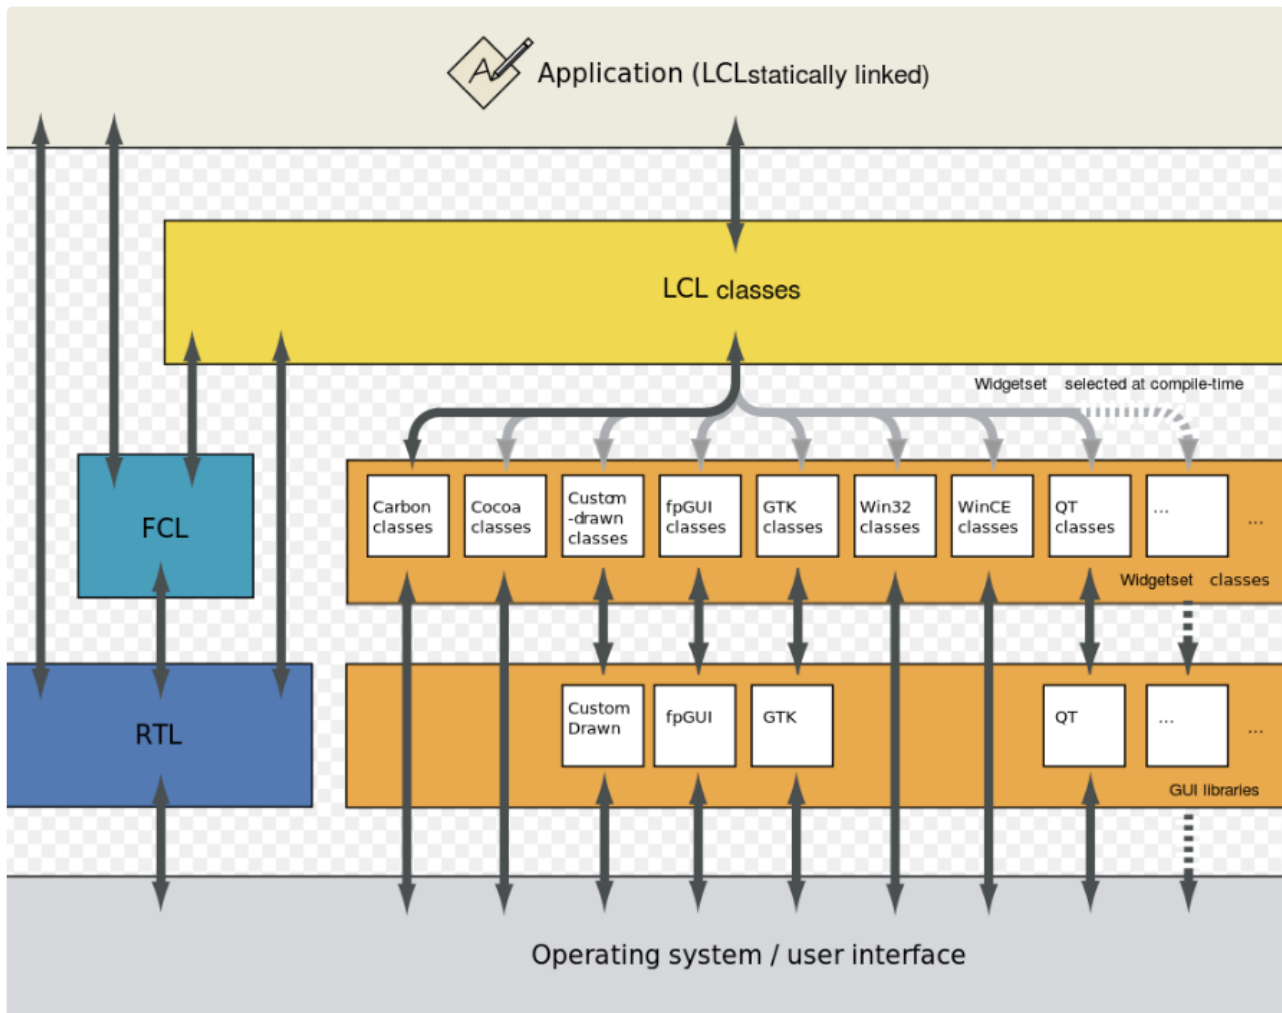 A
Application (LCL statically linked)
LCL classes
Widgetset selected at compile-time
Carbon
classes
Cocoa
classes
Custom
-drawn
classes
fpGUI
classes
GTK
classes
Win32
classes
WinCE
classes
QT
classes
...
...
Widgetset classes
FCL
RTL
Custom
Drawn
fpGUI
GTK
QT
...
...
GUI libraries
Operating system / user interface